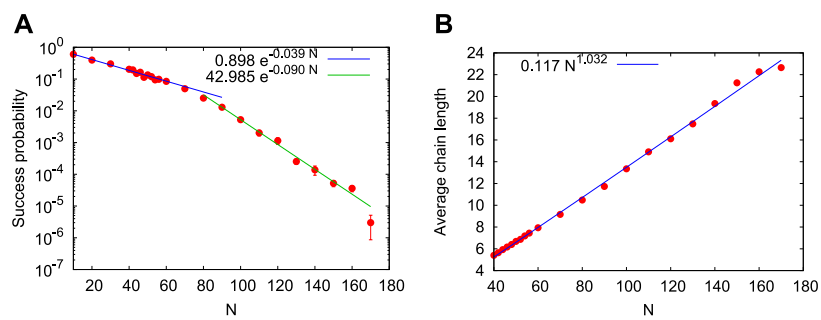 A
Success probability
10^0
10^-1
10^-2
10^-3
10^-4
10^-5
10^-6
10^-7
0.898 e^-0.039 N
42.985 e^-0.090 N
20 40 60 80 100 120 140 160 180
N
B
Average chain length
24
22
20
18
16
14
12
10
8
6
4
0.117 N^1.032
40 60 80 100 120 140 160 180
N